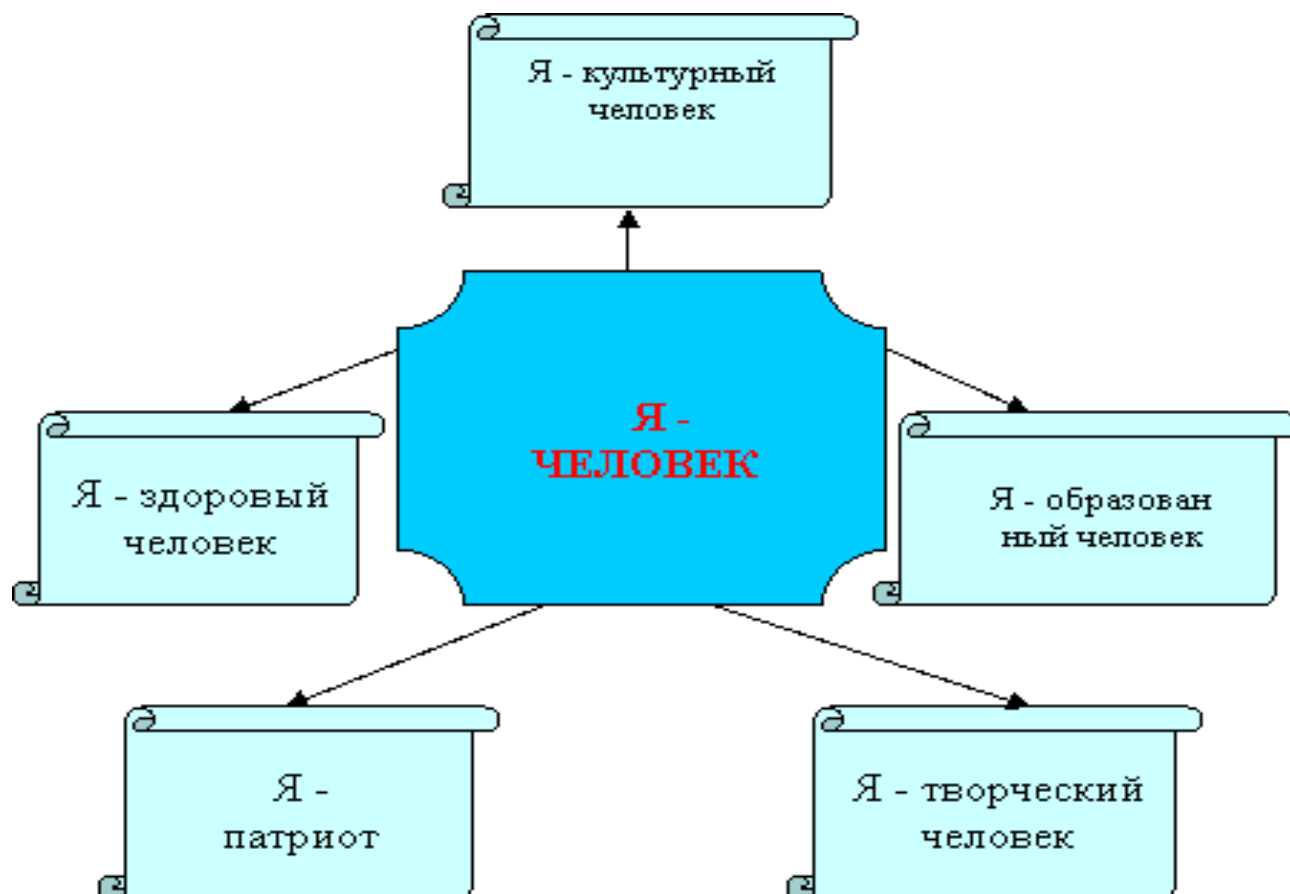 Я - культурный
человек
Я -
ЧЕЛОВЕК
Я - здоровый
человек
Я - образован
ный человек
Я -
патриот
Я - творческий
человек